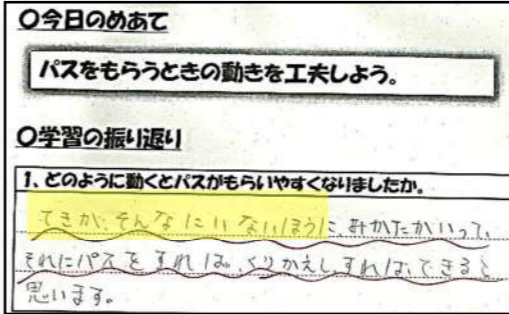 〇今日のめあて
パスをもらうときの動きを工夫しよう。
〇学習の振り返り
1、どのように動くとパスがもらいやすくなりましたか。
てきが、そんなにいないほうに、みかたがいって、
それにパスをすれば、くりかえしすれば、できると
思います。